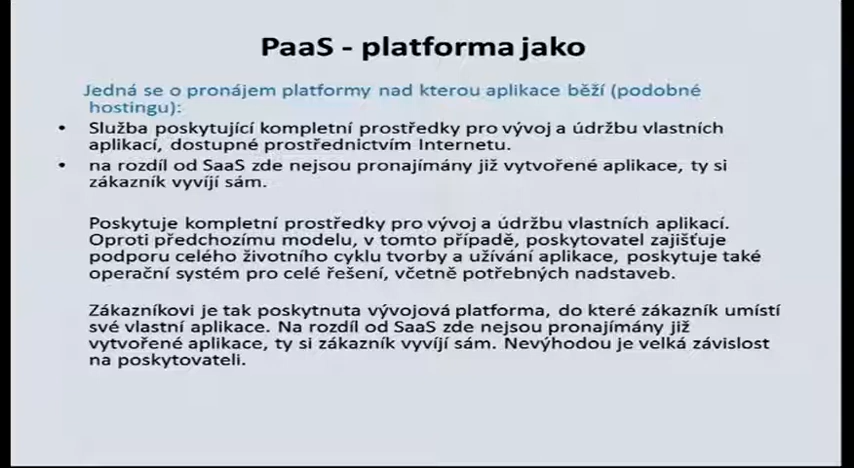 PaaS - platforma jako
Jedná se o pronájem platformy nad kterou aplikace běží (podobné
hostingu):
• Služba poskytující kompletní prostředky pro vývoj a údržbu vlastních
aplikací, dostupné prostřednictvím Internetu.
• na rozdíl od SaaS zde nejsou pronajímány již vytvořené aplikace, ty si
zákazník vyvíjí sám.
Poskytuje kompletní prostředky pro vývoj a údržbu vlastních aplikací.
Oproti předchozímu modelu, v tomto případě, poskytovatel zajišťuje
podporu celého životního cyklu tvorby a užívání aplikace, poskytuje také
operační systém pro celé řešení, včetně potřebných nadstaveb.
Zákazníkovi je tak poskytnuta vývojová platforma, do které zákazník umístí
své vlastní aplikace. Na rozdíl od SaaS zde nejsou pronajímány již
vytvořené aplikace, ty si zákazník vyvíjí sám. Nevýhodou je velká závislost
na poskytovateli.